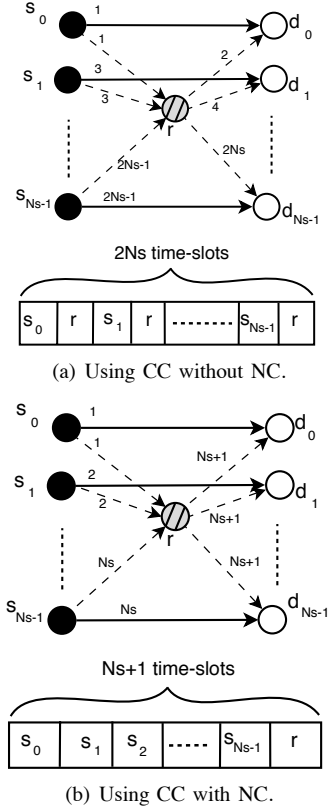 s0 1 d0
1 2
s1 3 d1
3 4
r
2Ns-1 2Ns
sNs-1 2Ns-1 dNs-1
2Ns time-slots
s0 r s1 r sNs-1 r
(a) Using CC without NC.
s0 1 d0
1 Ns+1
s1 2 d1
2 Ns+1
r
Ns Ns+1
sNs-1 Ns dNs-1
Ns+1 time-slots
s0 s1 s2 sNs-1 r
(b) Using CC with NC.